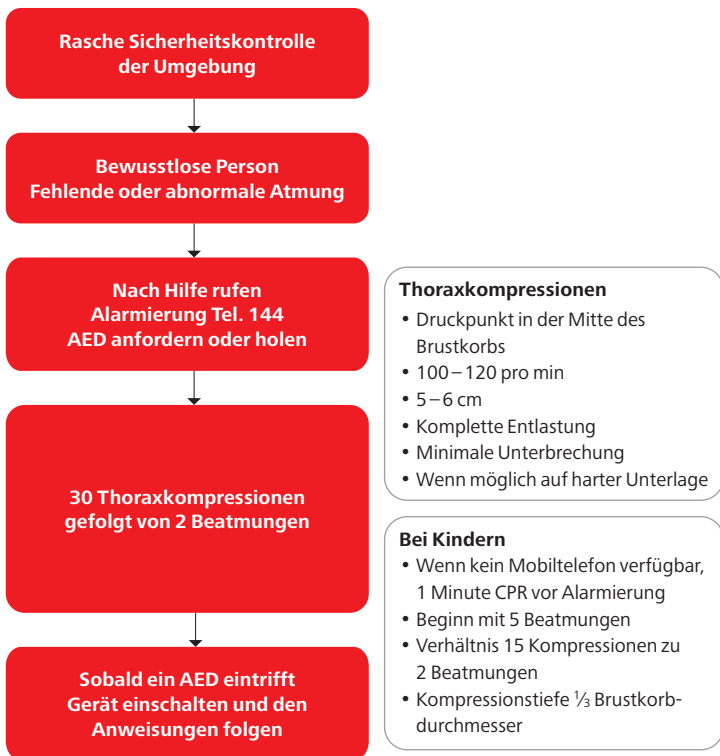 Rasche Sicherheitskontrolle
der Umgebung
Bewusstlose Person
Fehlende oder abnormale Atmung
Nach Hilfe rufen
Alarmierung Tel. 144
AED anfordern oder holen
30 Thoraxkompressionen
gefolgt von 2 Beatmungen
Sobald ein AED eintrifft
Gerät einschalten und den
Anweisungen folgen
Thoraxkompressionen
• Druckpunkt in der Mitte des
Brustkorbs
• 100–120 pro min
• 5–6 cm
• Komplette Entlastung
• Minimale Unterbrechung
• Wenn möglich auf harter Unterlage
Bei Kindern
• Wenn kein Mobiltelefon verfügbar,
1 Minute CPR vor Alarmierung
• Beginn mit 5 Beatmungen
• Verhältnis 15 Kompressionen zu
2 Beatmungen
• Kompressionstiefe ⅓ Brustkorb-
durchmesser